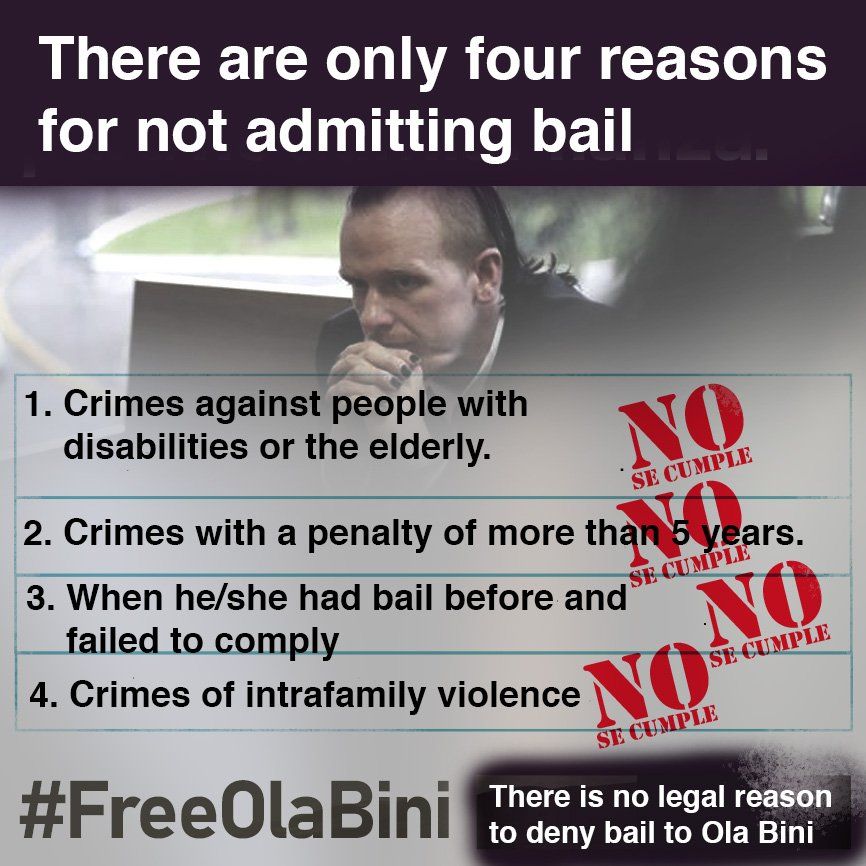 There are only four reasons
for not admitting bail
1. Crimes against people with
disabilities or the elderly.
NO
SE CUMPLE
2. Crimes with a penalty of more than 5 years.
NO
SE CUMPLE
3. When he/she had bail before and
failed to comply
NO
SE CUMPLE
4. Crimes of intrafamily violence
NO
SE CUMPLE
#FreeOlaBini
There is no legal reason
to deny bail to Ola Bini